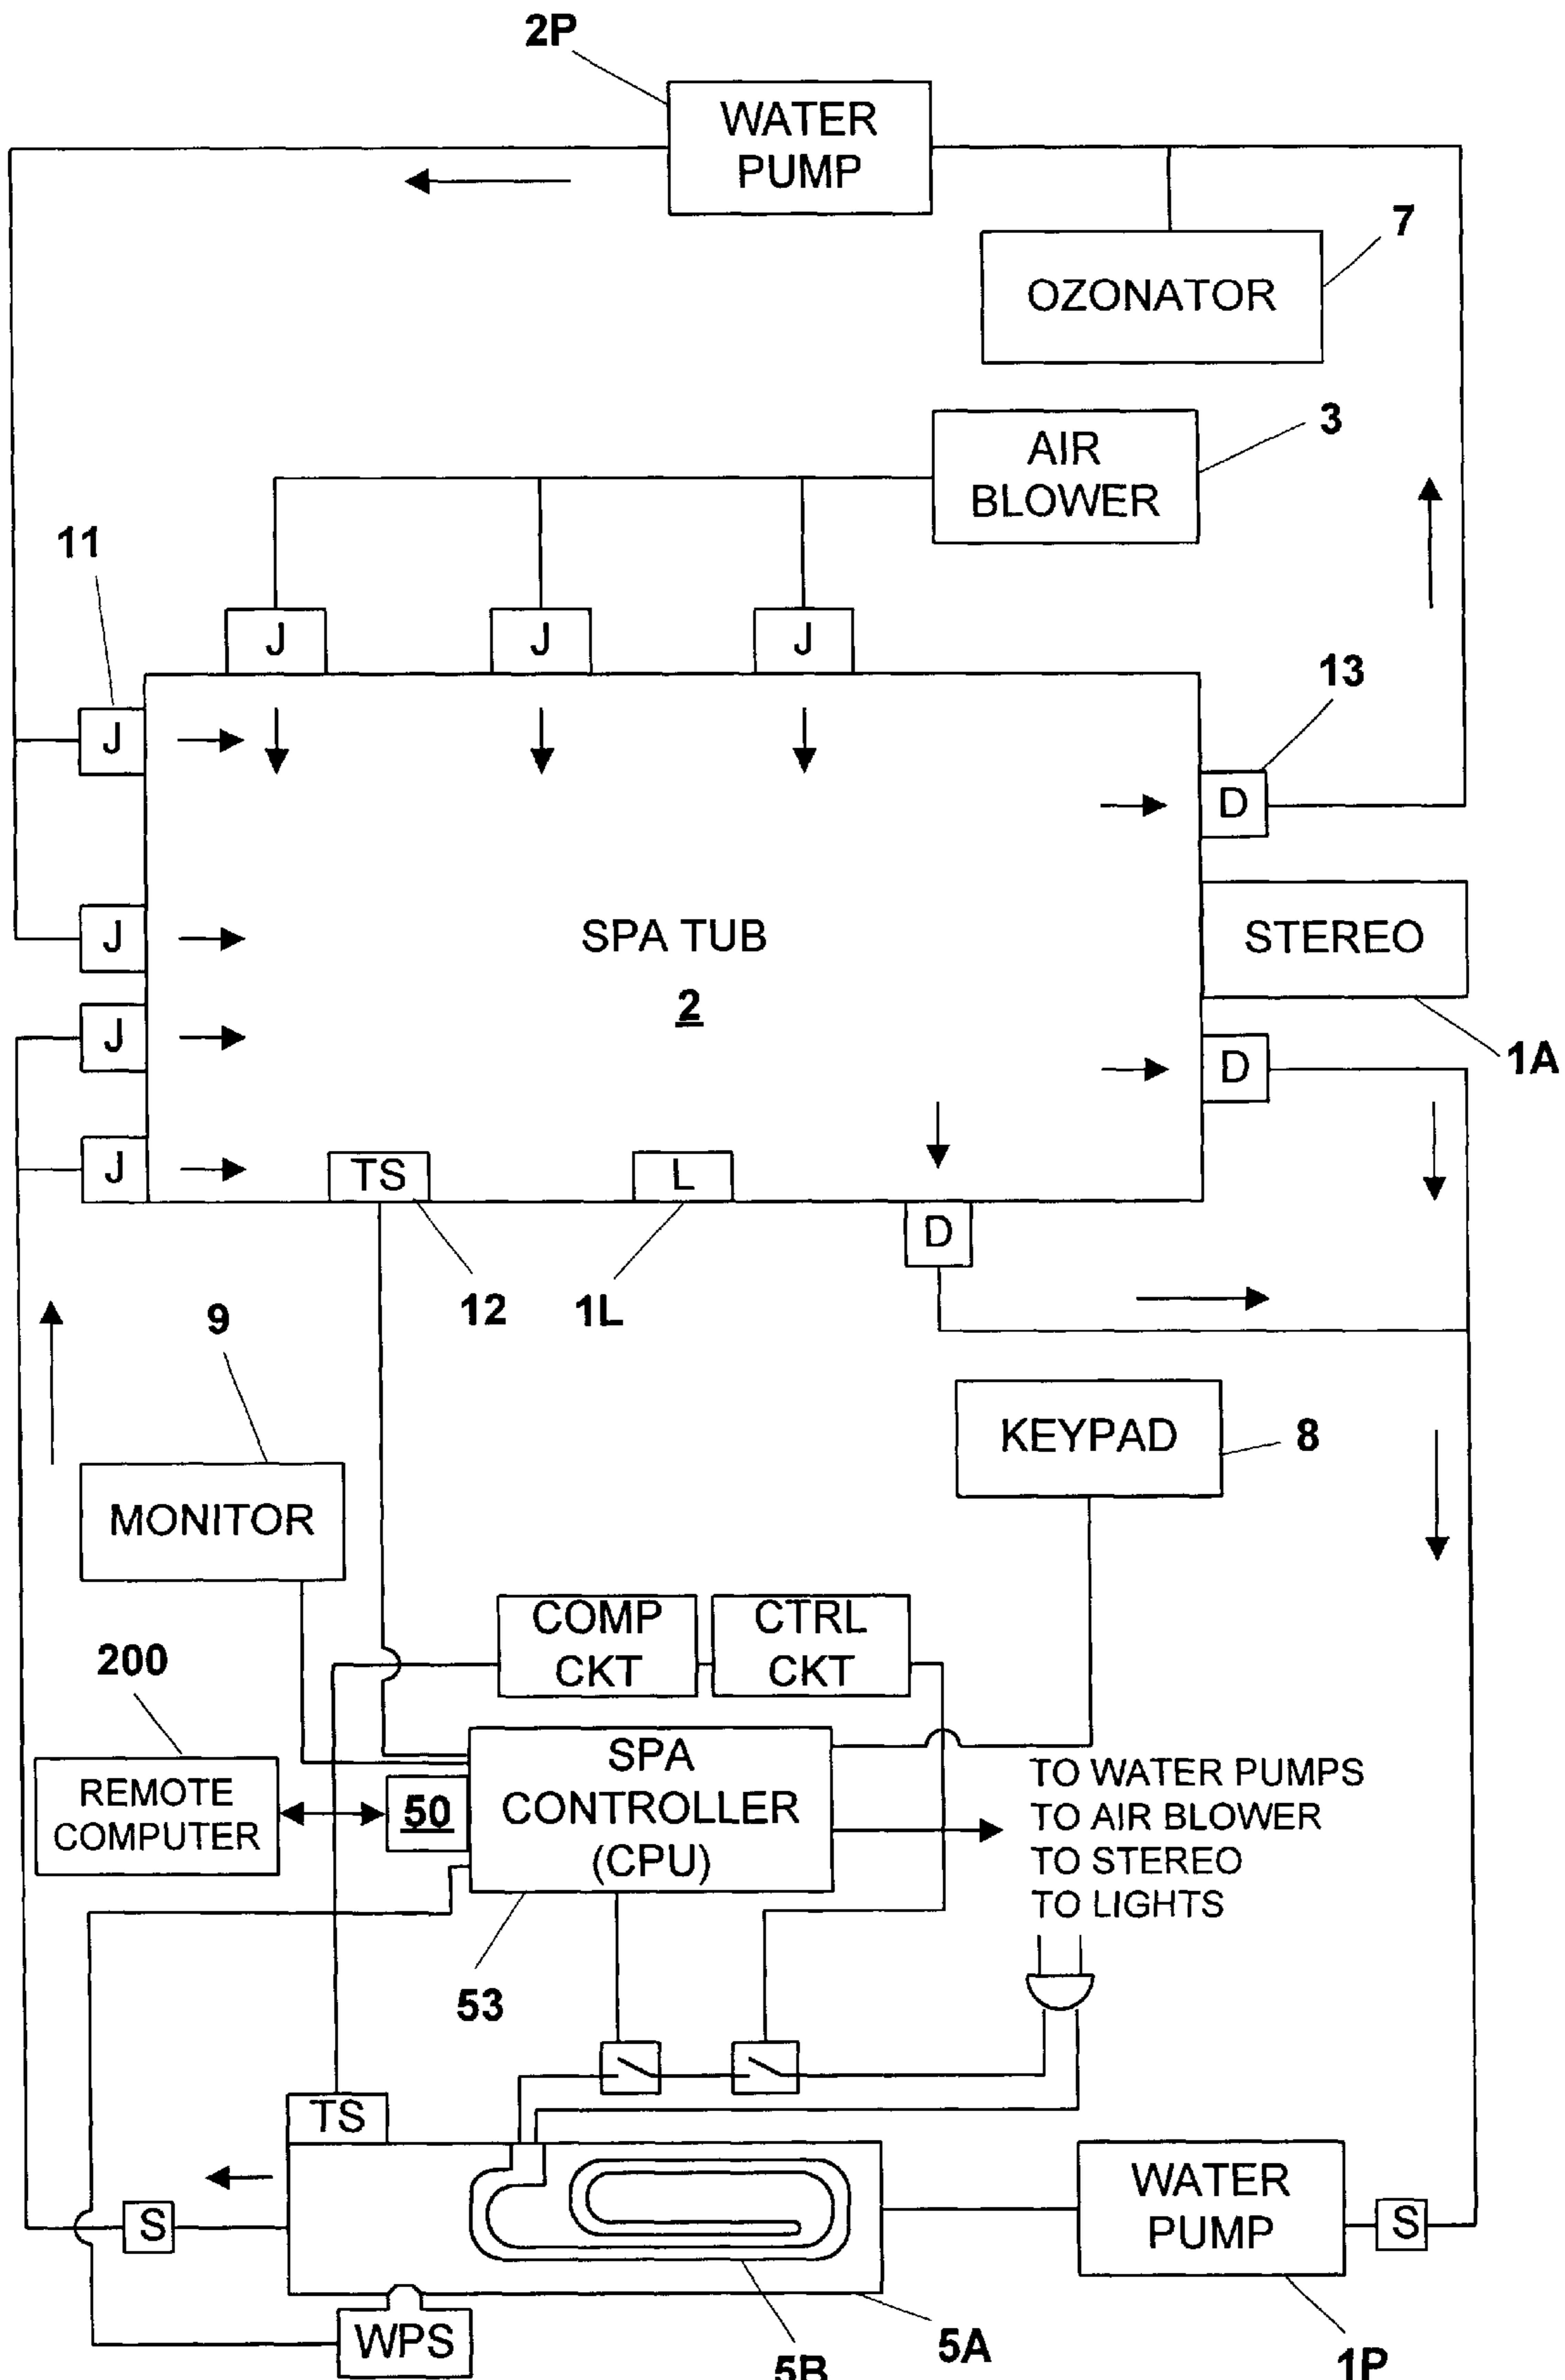 2P
WATER
PUMP
7
OZONATOR
AIR
BLOWER
3
11
J
J
J
13
J
D
J
SPA TUB
2
STEREO
J
D
1A
J
TS
L
D
12
1L
9
KEYPAD
8
MONITOR
COMP
CKT
CTRL
CKT
200
REMOTE
COMPUTER
50
SPA
CONTROLLER
(CPU)
TO WATER PUMPS
TO AIR BLOWER
TO STEREO
TO LIGHTS
53
TS
S
WATER
PUMP
S
WPS
5B
5A
1P